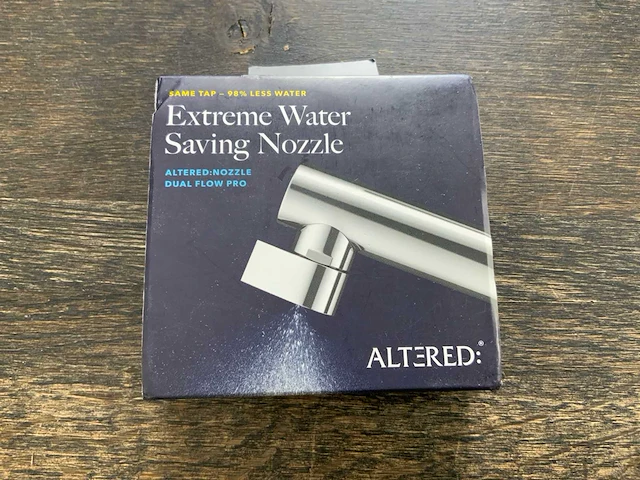 SAME TAP – 98% LESS WATER
Extreme Water
Saving Nozzle
ALTERED:NOZZLE
DUAL FLOW PRO
ALTERED:®